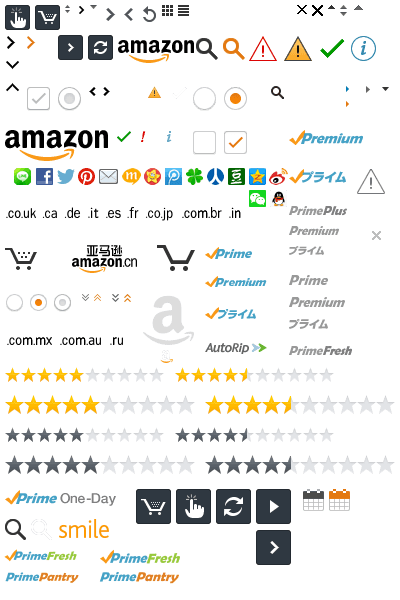 amazon
amazon
Premium
プライム
.co.uk .ca .de .it .es .fr .co.jp .com.br .in
PrimePlus
Premium
プライム
亚马逊
amazon.cn
Prime
Premium
プライム
Prime
Premium
プライム
a
.com.mx .com.au .ru
AutoRip
PrimeFresh
Prime One-Day
smile
PrimeFresh
PrimeFresh
PrimePantry
PrimePantry